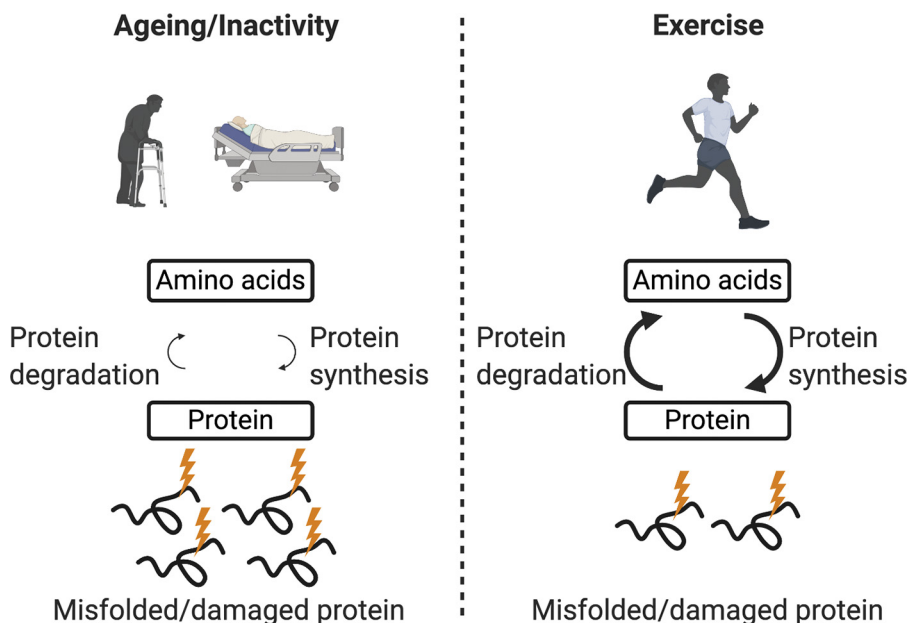 Ageing/Inactivity
Amino acids
Protein
degradation
Protein
synthesis
Protein
Misfolded/damaged protein
Exercise
Amino acids
Protein
degradation
Protein
synthesis
Protein
Misfolded/damaged protein